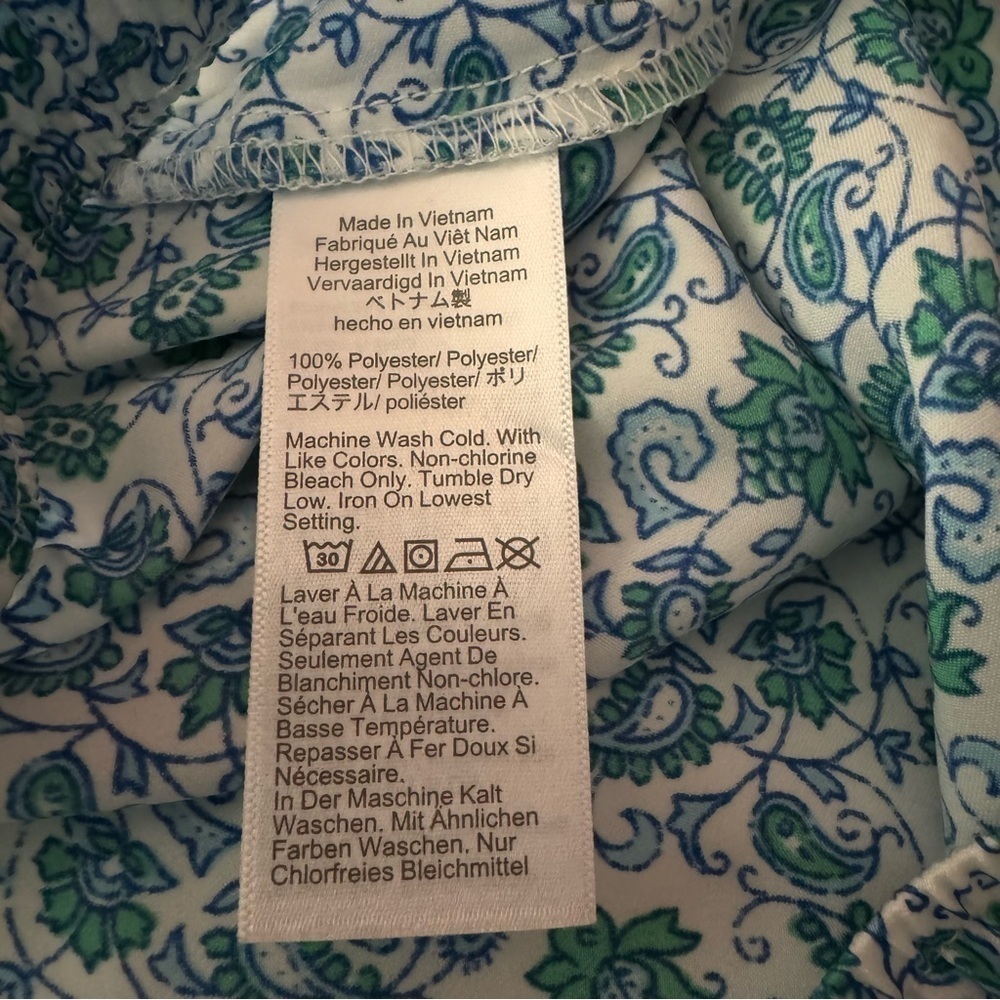 Made In Vietnam
Fabriqué Au Viêt Nam
Hergestellt In Vietnam
Vervaardigd In Vietnam
ベトナム製
hecho en vietnam
100% Polyester/ Polyester/
Polyester/ Polyester/ ポリ
エステル/ poliéster
Machine Wash Cold. With
Like Colors. Non-chlorine
Bleach Only. Tumble Dry
Low. Iron On Lowest
Setting.
30
Laver À La Machine À
L'eau Froide. Laver En
Séparant Les Couleurs.
Seulement Agent De
Blanchiment Non-chlore.
Sécher À La Machine À
Basse Température.
Repasser À Fer Doux Si
Nécessaire.
In Der Maschine Kalt
Waschen. Mit Ähnlichen
Farben Waschen. Nur
Chlorfreies Bleichmittel